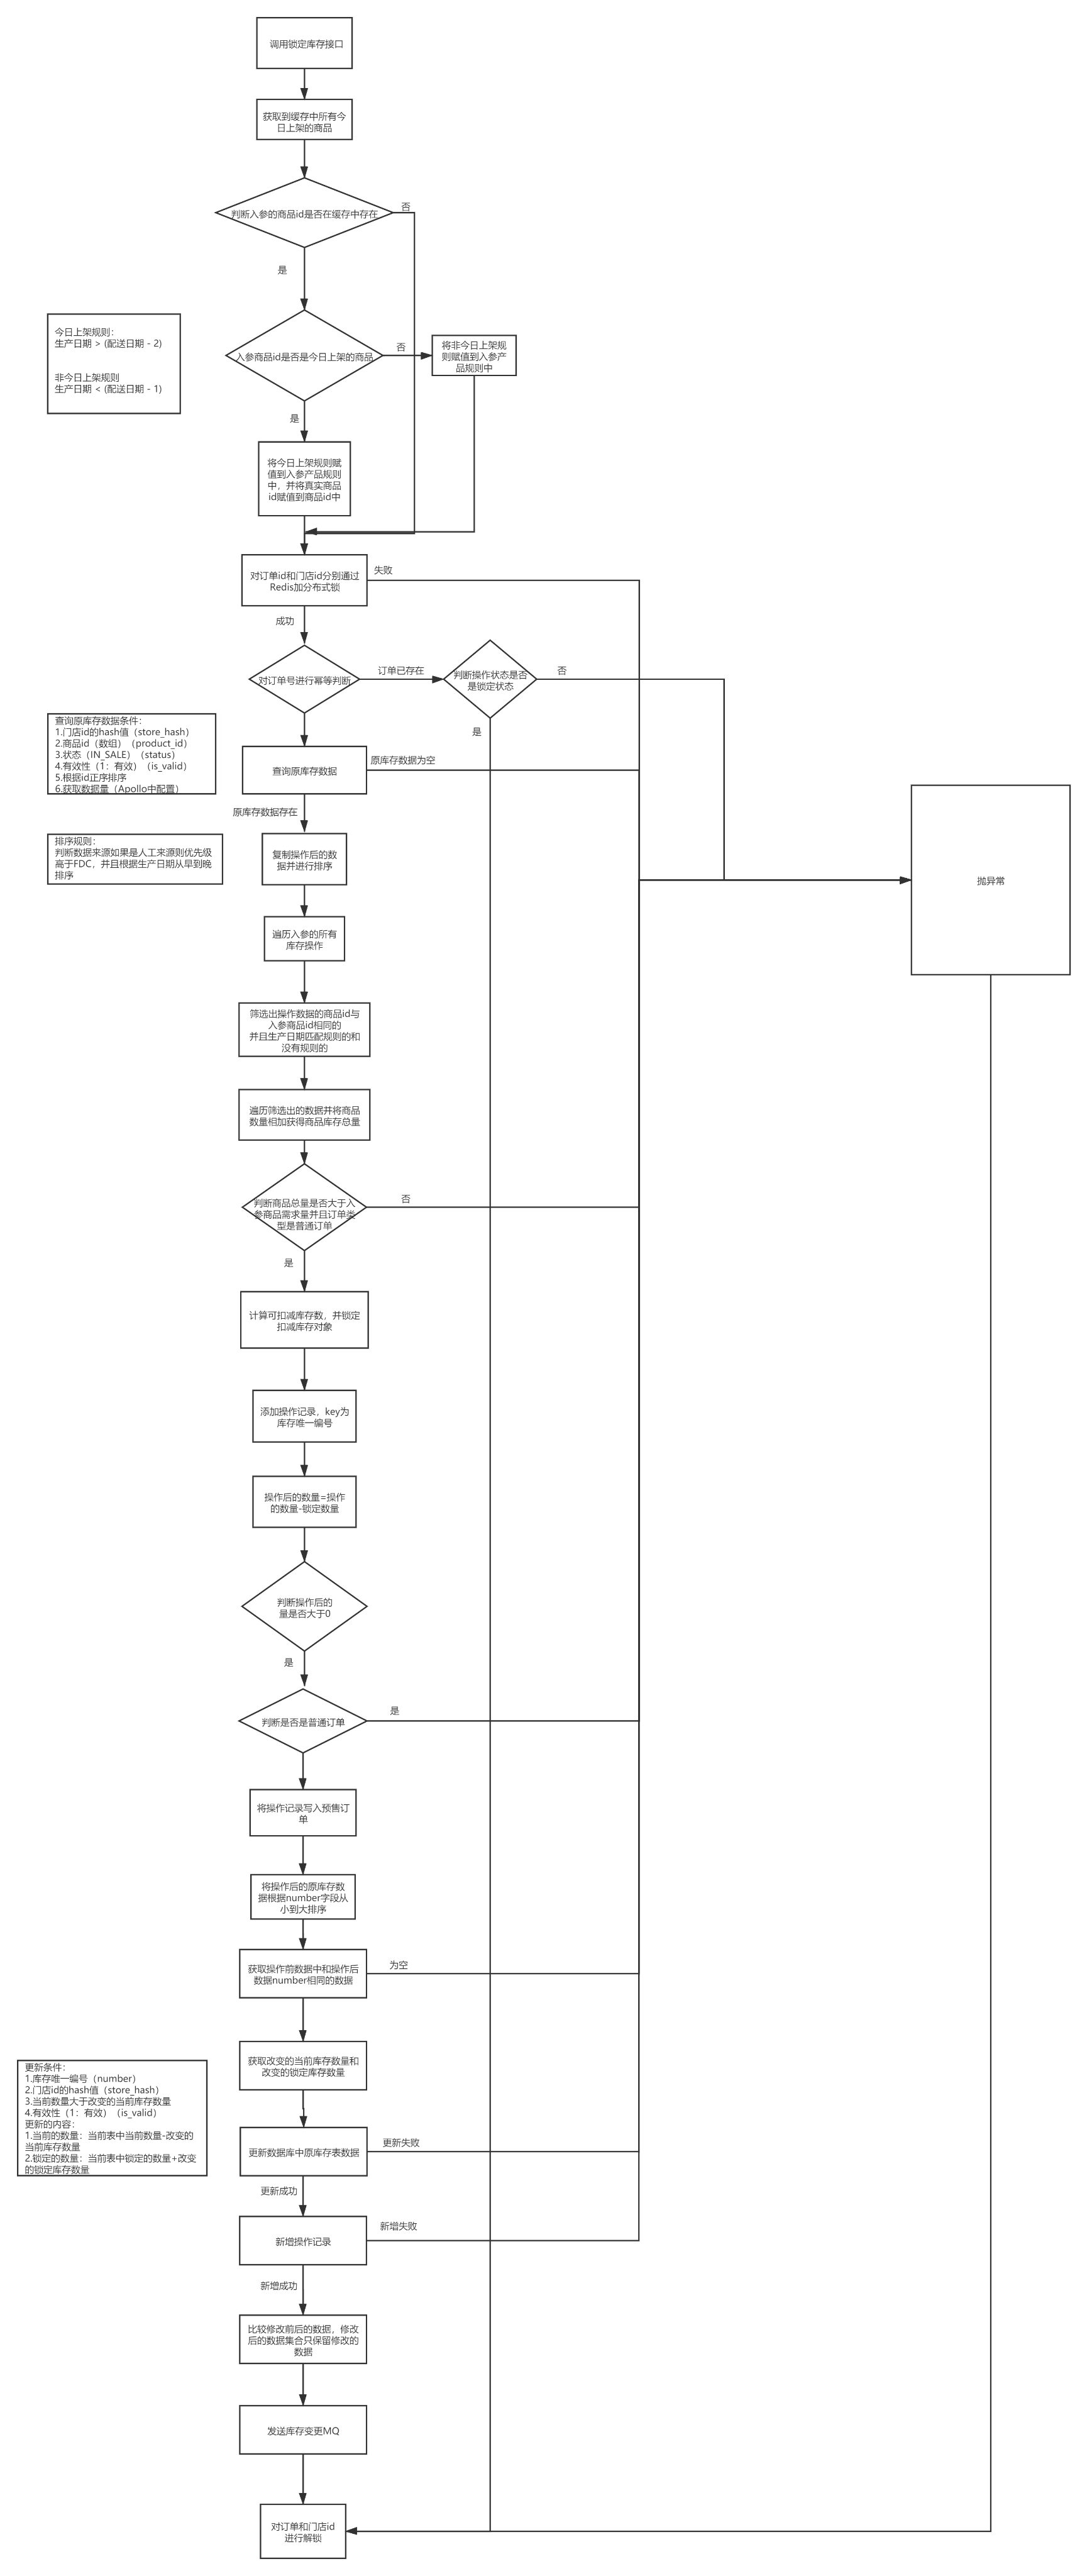 调用锁定库存接口
获取到缓存中所有今
日上架的商品
判断入参的商品id是否在缓存中存在
否
是
今日上架规则：
生产日期 > (配送日期 - 2)
非今日上架规则
生产日期 < (配送日期 - 1)
入参商品id是否是今日上架的商品
否
将非今日上架规
则赋值到入参产
品规则中
是
将今日上架规则赋
值到入参产品规则
中，并将真实商品
id赋值到商品id中
对订单id和门店id分别通过
Redis加分布式锁
失败
成功
对订单号进行幂等判断
订单已存在
判断操作状态是否
是锁定状态
否
是
查询原库存数据条件：
1.门店id的hash值（store_hash）
2.商品id（数组）（product_id）
3.状态（IN_SALE）（status）
4.有效性（1：有效）（is_valid）
5.根据id正序排序
6.获取数据量（Apollo中配置）
查询原库存数据
原库存数据为空
原库存数据存在
排序规则：
判断数据来源如果是人工来源则优先级
高于FDC，并且根据生产日期从早到晚
排序
复制操作后的数
据并进行排序
抛异常
遍历入参的所有
库存操作
筛选出操作数据的商品id与
入参商品id相同的
并且生产日期匹配规则的和
没有规则的
遍历筛选出的数据并将商品
数量相加获得商品库存总量
判断商品总量是否大于入
参商品需求量并且订单类
型是普通订单
否
是
计算可扣减库存数，并锁定
扣减库存对象
添加操作记录，key为
库存唯一编号
操作后的数量=操作
的数量-锁定数量
判断操作后的
量是否大于0
是
判断是否是普通订单
是
将操作记录写入预售订
单
将操作后的原库存数
据根据number字段从
小到大排序
获取操作前数据中和操作后
数据number相同的数据
为空
获取改变的当前库存数量和
改变的锁定库存数量
更新条件：
1.库存唯一编号（number）
2.门店id的hash值（store_hash）
3.当前数量大于改变的当前库存数量
4.有效性（1：有效）（is_valid）
更新的内容：
1.当前的数量：当前表中当前数量-改变的
当前库存数量
2.锁定的数量：当前表中锁定的数量+改变
的锁定库存数量
更新数据库中原库存表数据
更新失败
更新成功
新增操作记录
新增失败
新增成功
比较修改前后的数据，修改
后的数据集合只保留修改的
数据
发送库存变更MQ
对订单和门店id
进行解锁